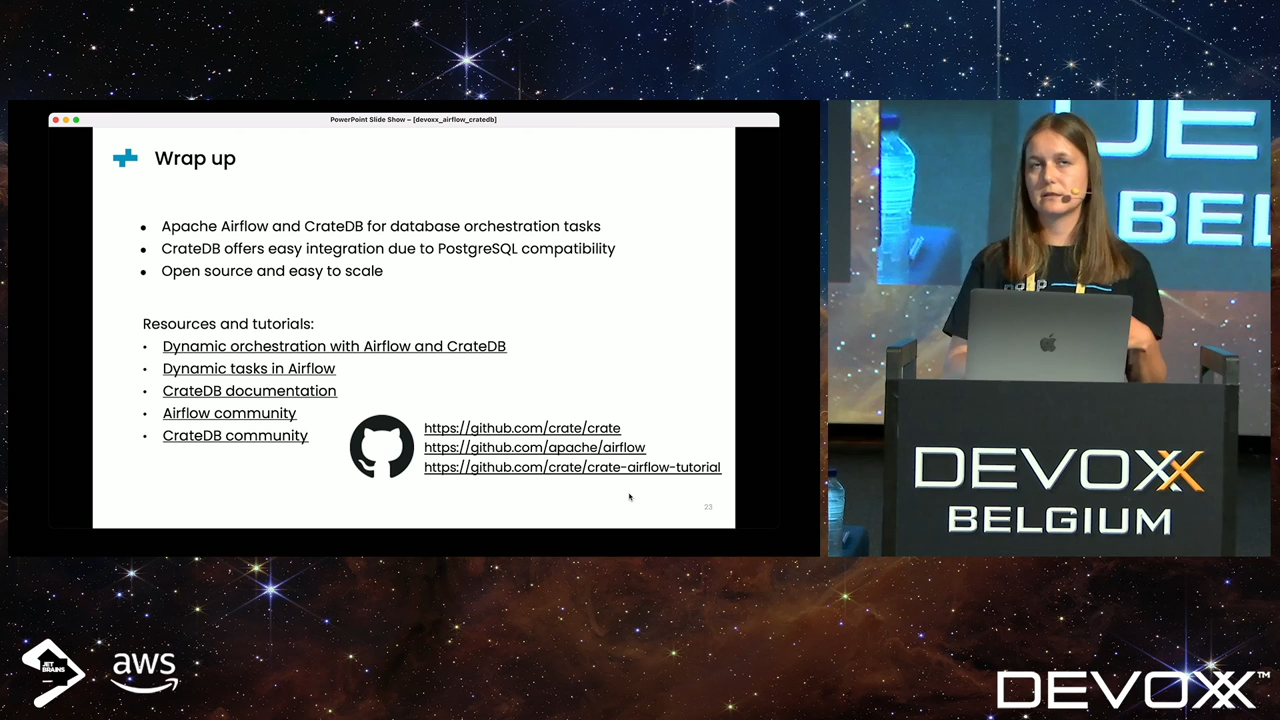 PowerPoint Slide Show – [devoxx_airflow_cratedb]
Wrap up
• Apache Airflow and CrateDB for database orchestration tasks
• CrateDB offers easy integration due to PostgreSQL compatibility
• Open source and easy to scale
Resources and tutorials:
• Dynamic orchestration with Airflow and CrateDB
• Dynamic tasks in Airflow
• CrateDB documentation
• Airflow community
• CrateDB community
https://github.com/crate/crate
https://github.com/apache/airflow
https://github.com/crate/crate-airflow-tutorial
23
DE
BEL
DEVOXX
BELGIUM
JET
BRAINS
aws
DEVOXX™